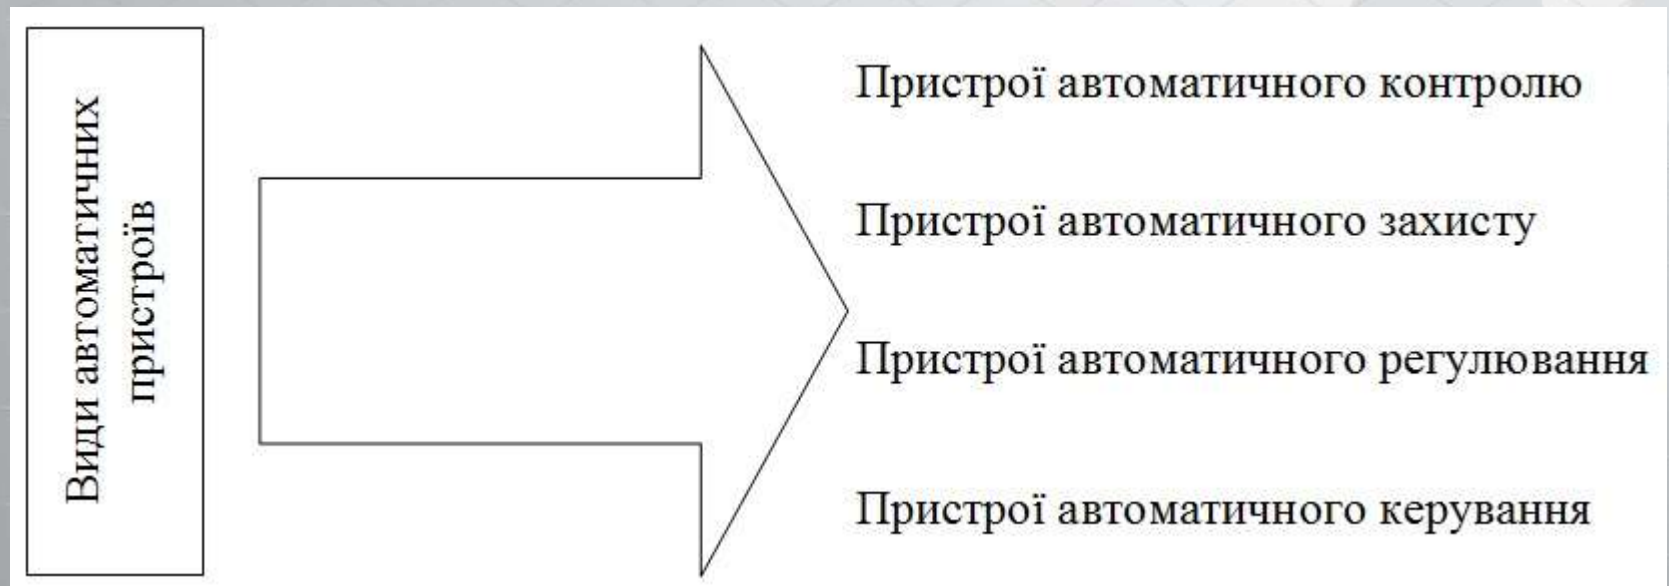 Види автоматичних
пристроїв
Пристрої автоматичного контролю
Пристрої автоматичного захисту
Пристрої автоматичного регулювання
Пристрої автоматичного керування